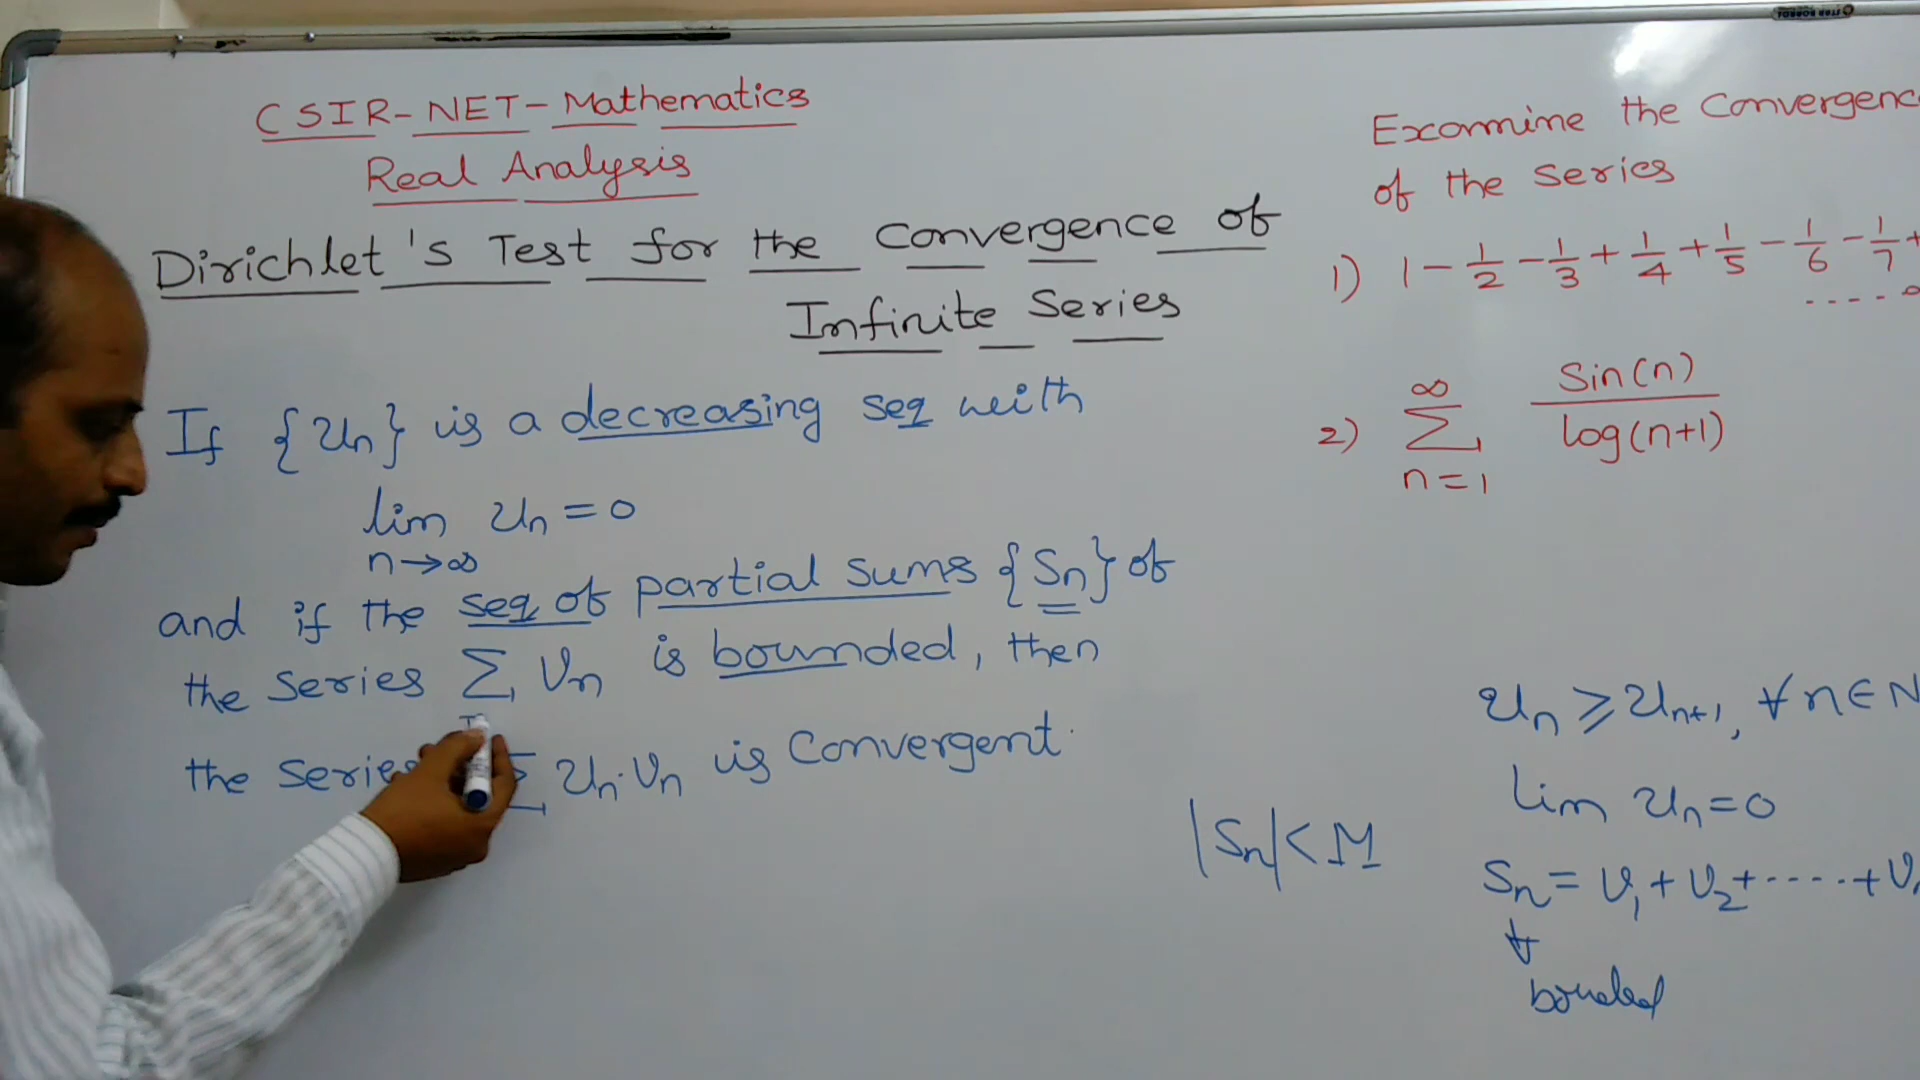 CSIR-NET-Mathematics
Real Analysis
Dirichlet's Test for the Convergence of
Infinite Series
If {un} is a decreasing seq with
lim un = 0
n→∞
and if the seq of partial sums {Sn} of
the series Σ vn is bounded, then
the series Σ un·vn is Convergent.
Examine the Convergenc
of the series
1) 1 - 1/2 - 1/3 + 1/4 + 1/5 - 1/6 - 1/7 +
.....
2) ∞ Σ n=1 Sin(n) / log(n+1)
un ≥ un+1, ∀ n ∈ N
lim un = 0
|Sn| < M
Sn = v1 + v2 + ..... + v
bounded